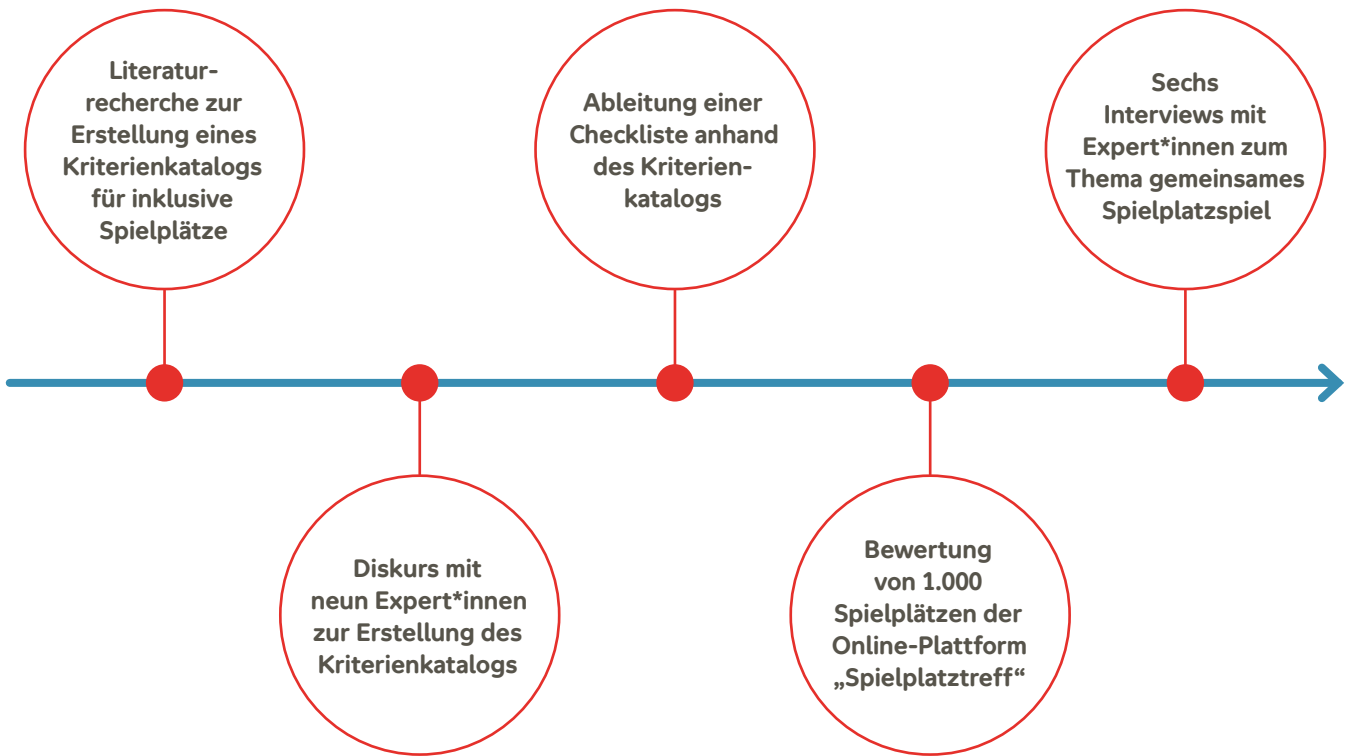 Literatur-
recherche zur
Erstellung eines
Kriterienkatalogs
für inklusive
Spielplätze
Diskurs mit
neun Expert*innen
zur Erstellung des
Kriterienkatalogs
Ableitung einer
Checkliste anhand
des Kriterien-
katalogs
Bewertung
von 1.000
Spielplätzen der
Online-Plattform
„Spielplatztreff“
Sechs
Interviews mit
Expert*innen zum
Thema gemeinsames
Spielplatzspiel